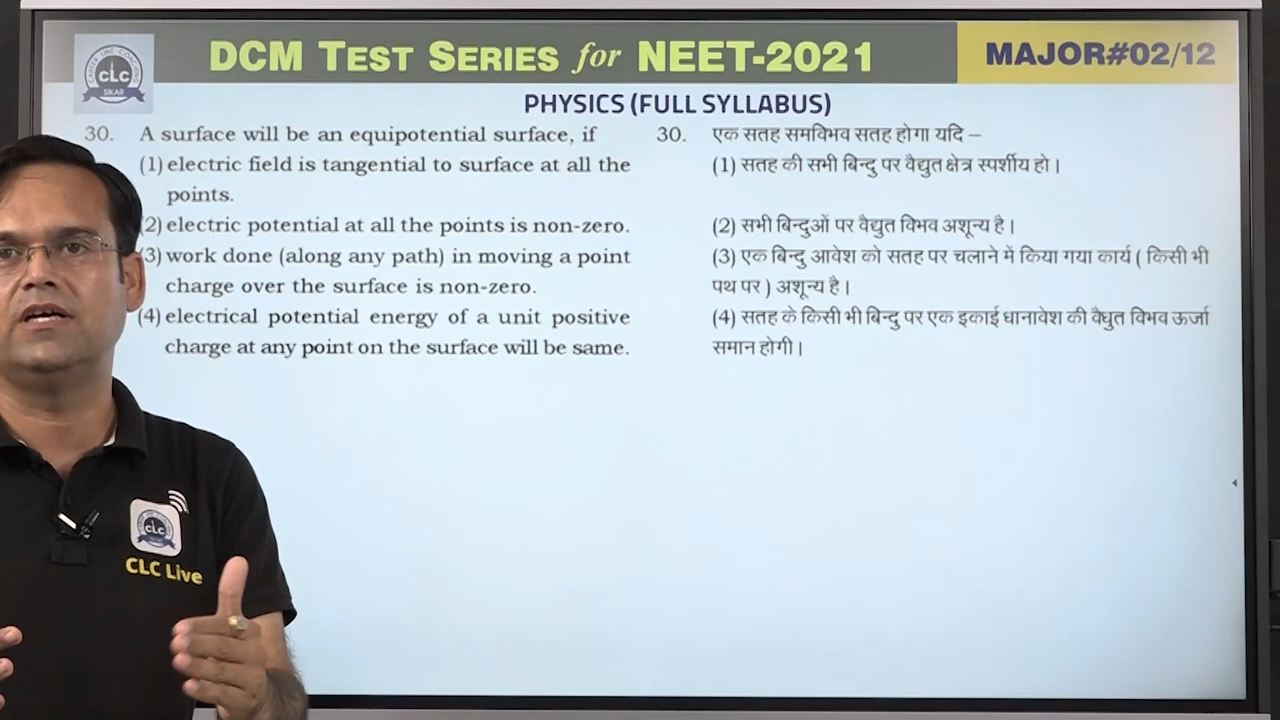 DCM TEST SERIES for NEET-2021
MAJOR#02/12
CAREER LINE COACHING
CLC
SIKAR
PHYSICS (FULL SYLLABUS)
30. A surface will be an equipotential surface, if
(1) electric field is tangential to surface at all the
points.
(2) electric potential at all the points is non-zero.
(3) work done (along any path) in moving a point
charge over the surface is non-zero.
(4) electrical potential energy of a unit positive
charge at any point on the surface will be same.
30. एक सतह समविभव सतह होगा यदि –
(1) सतह की सभी बिन्दु पर वैद्युत क्षेत्र स्पर्शीय हो।
(2) सभी बिन्दुओं पर वैद्युत विभव अशून्य है।
(3) एक बिन्दु आवेश को सतह पर चलाने में किया गया कार्य ( किसी भी
पथ पर ) अशून्य है।
(4) सतह के किसी भी बिन्दु पर एक इकाई धानावेश की वैधुत विभव ऊर्जा
समान होगी।
CLC
CLC Live